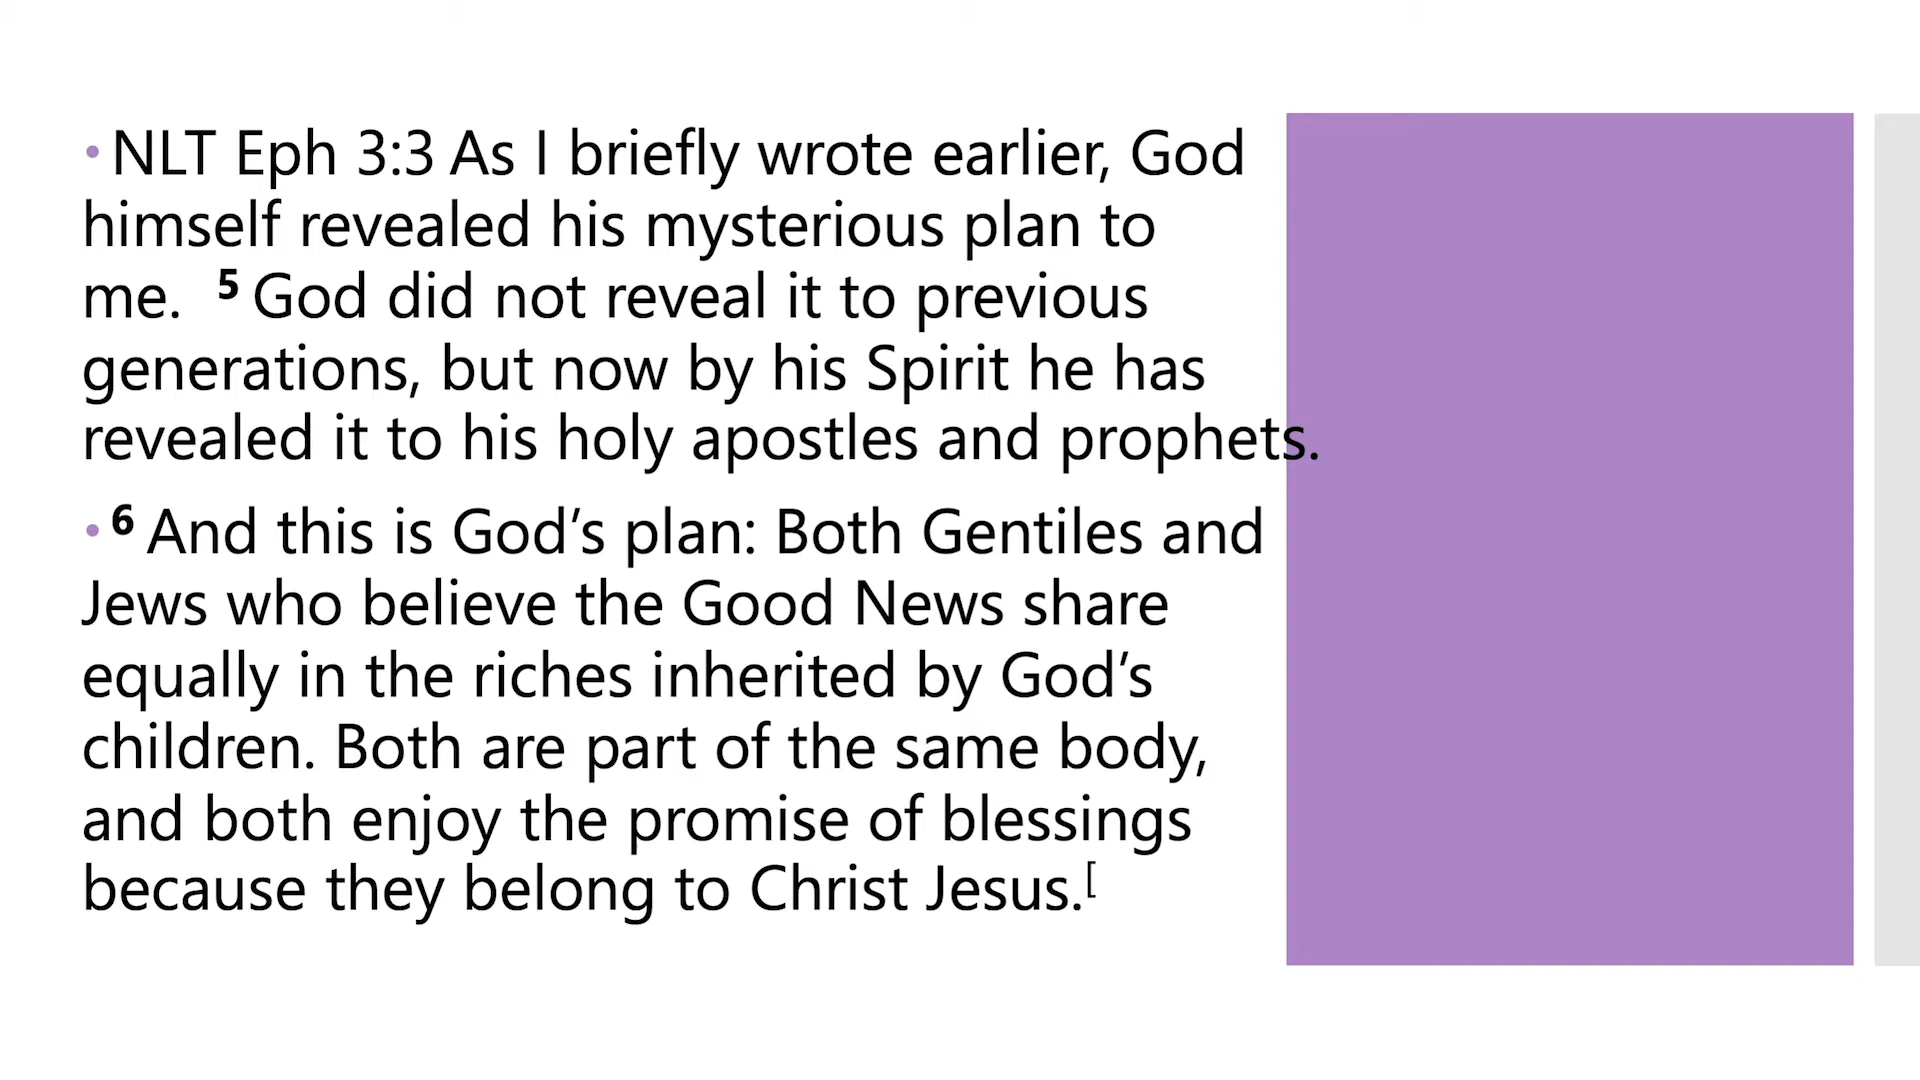 • NLT Eph 3:3 As I briefly wrote earlier, God
himself revealed his mysterious plan to
me.  5 God did not reveal it to previous
generations, but now by his Spirit he has
revealed it to his holy apostles and prophets.
• 6 And this is God’s plan: Both Gentiles and
Jews who believe the Good News share
equally in the riches inherited by God’s
children. Both are part of the same body,
and both enjoy the promise of blessings
because they belong to Christ Jesus.[